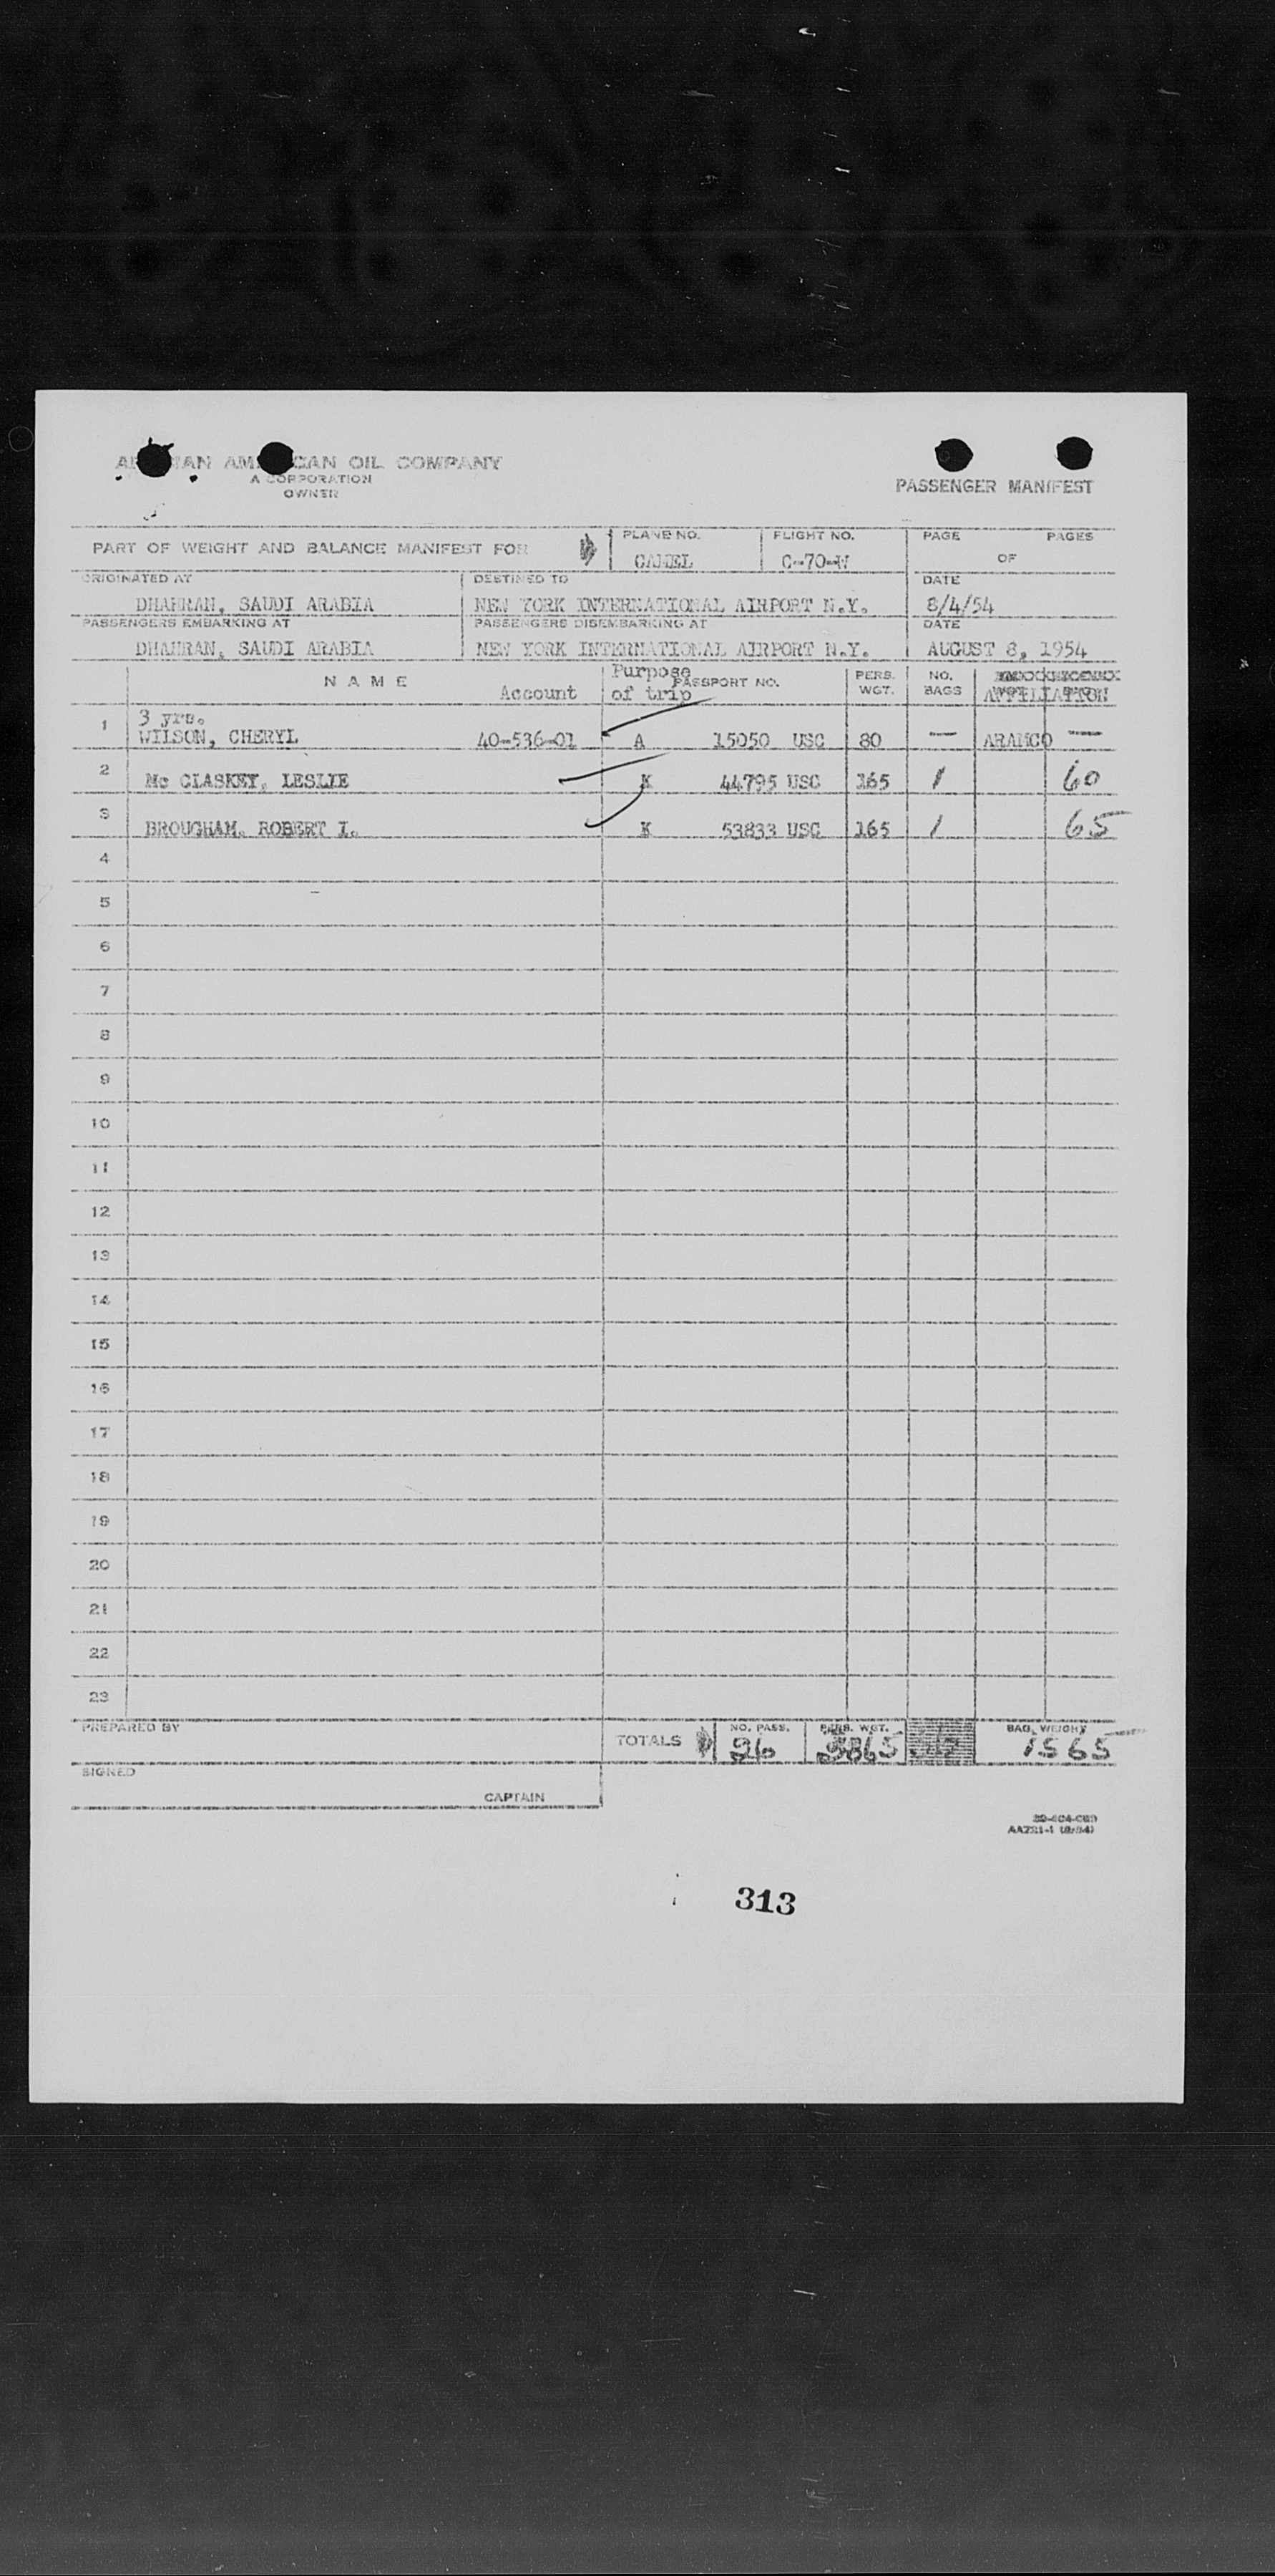 ARABIAN AMERICAN OIL COMPANY
A CORPORATION
OWNER
PASSENGER MANIFEST
PART OF WEIGHT AND BALANCE MANIFEST FOR
PLANE NO. FLIGHT NO. PAGE PAGES
CAMEL C-70-W OF
ORIGINATED AT DESTINED TO DATE
DHAHRAN, SAUDI ARABIA NEW YORK INTERNATIONAL AIRPORT N.Y. 8/4/54
PASSENGERS EMBARKING AT PASSENGERS DISEMBARKING AT DATE
DHAHRAN, SAUDI ARABIA NEW YORK INTERNATIONAL AIRPORT N.Y. AUGUST 8, 1954
NAME Account Purpose of trip PASSPORT NO. PERS. WGT. NO. BAGS AFFILIATION
3 yrs.
1 WILSON, CHERYL 40-536-01 A 15050 USC 80 — ARAMCO —
2 Mc CLASKEY, LESLIE K 44795 USC 165 1 60
3 BROUGHAM, ROBERT I. K 53833 USC 165 1 65
4
5
6
7
8
9
10
11
12
13
14
15
16
17
18
19
20
21
22
23
PREPARED BY
TOTALS NO. PASS. PERS. WGT. BAG. WEIGHT
26 3865 1565
SIGNED
CAPTAIN
313